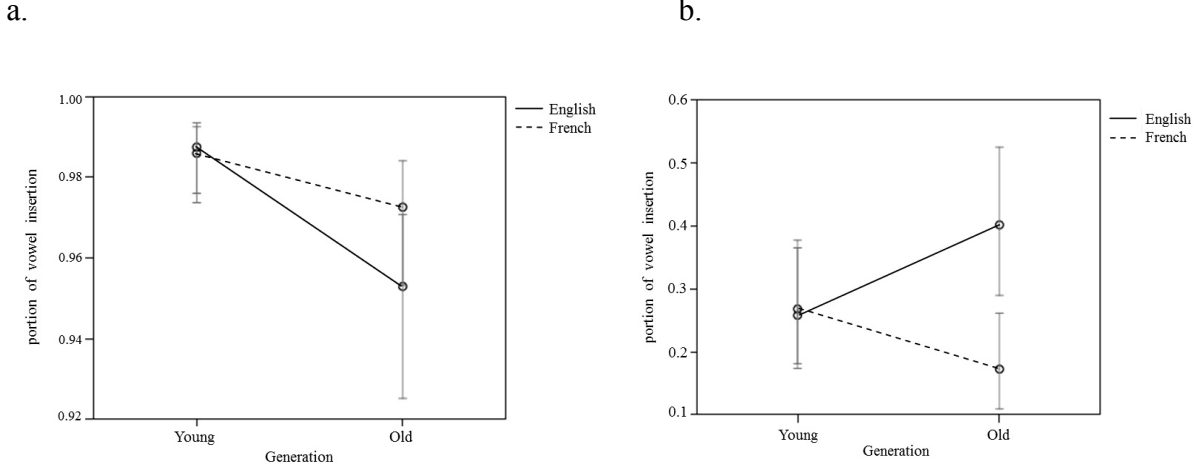 a.
1.00
0.98
0.96
0.94
0.92
portion of vowel insertion
Young
Old
Generation
English
French
b.
0.6
0.5
0.4
0.3
0.2
0.1
portion of vowel insertion
Young
Old
Generation
English
French